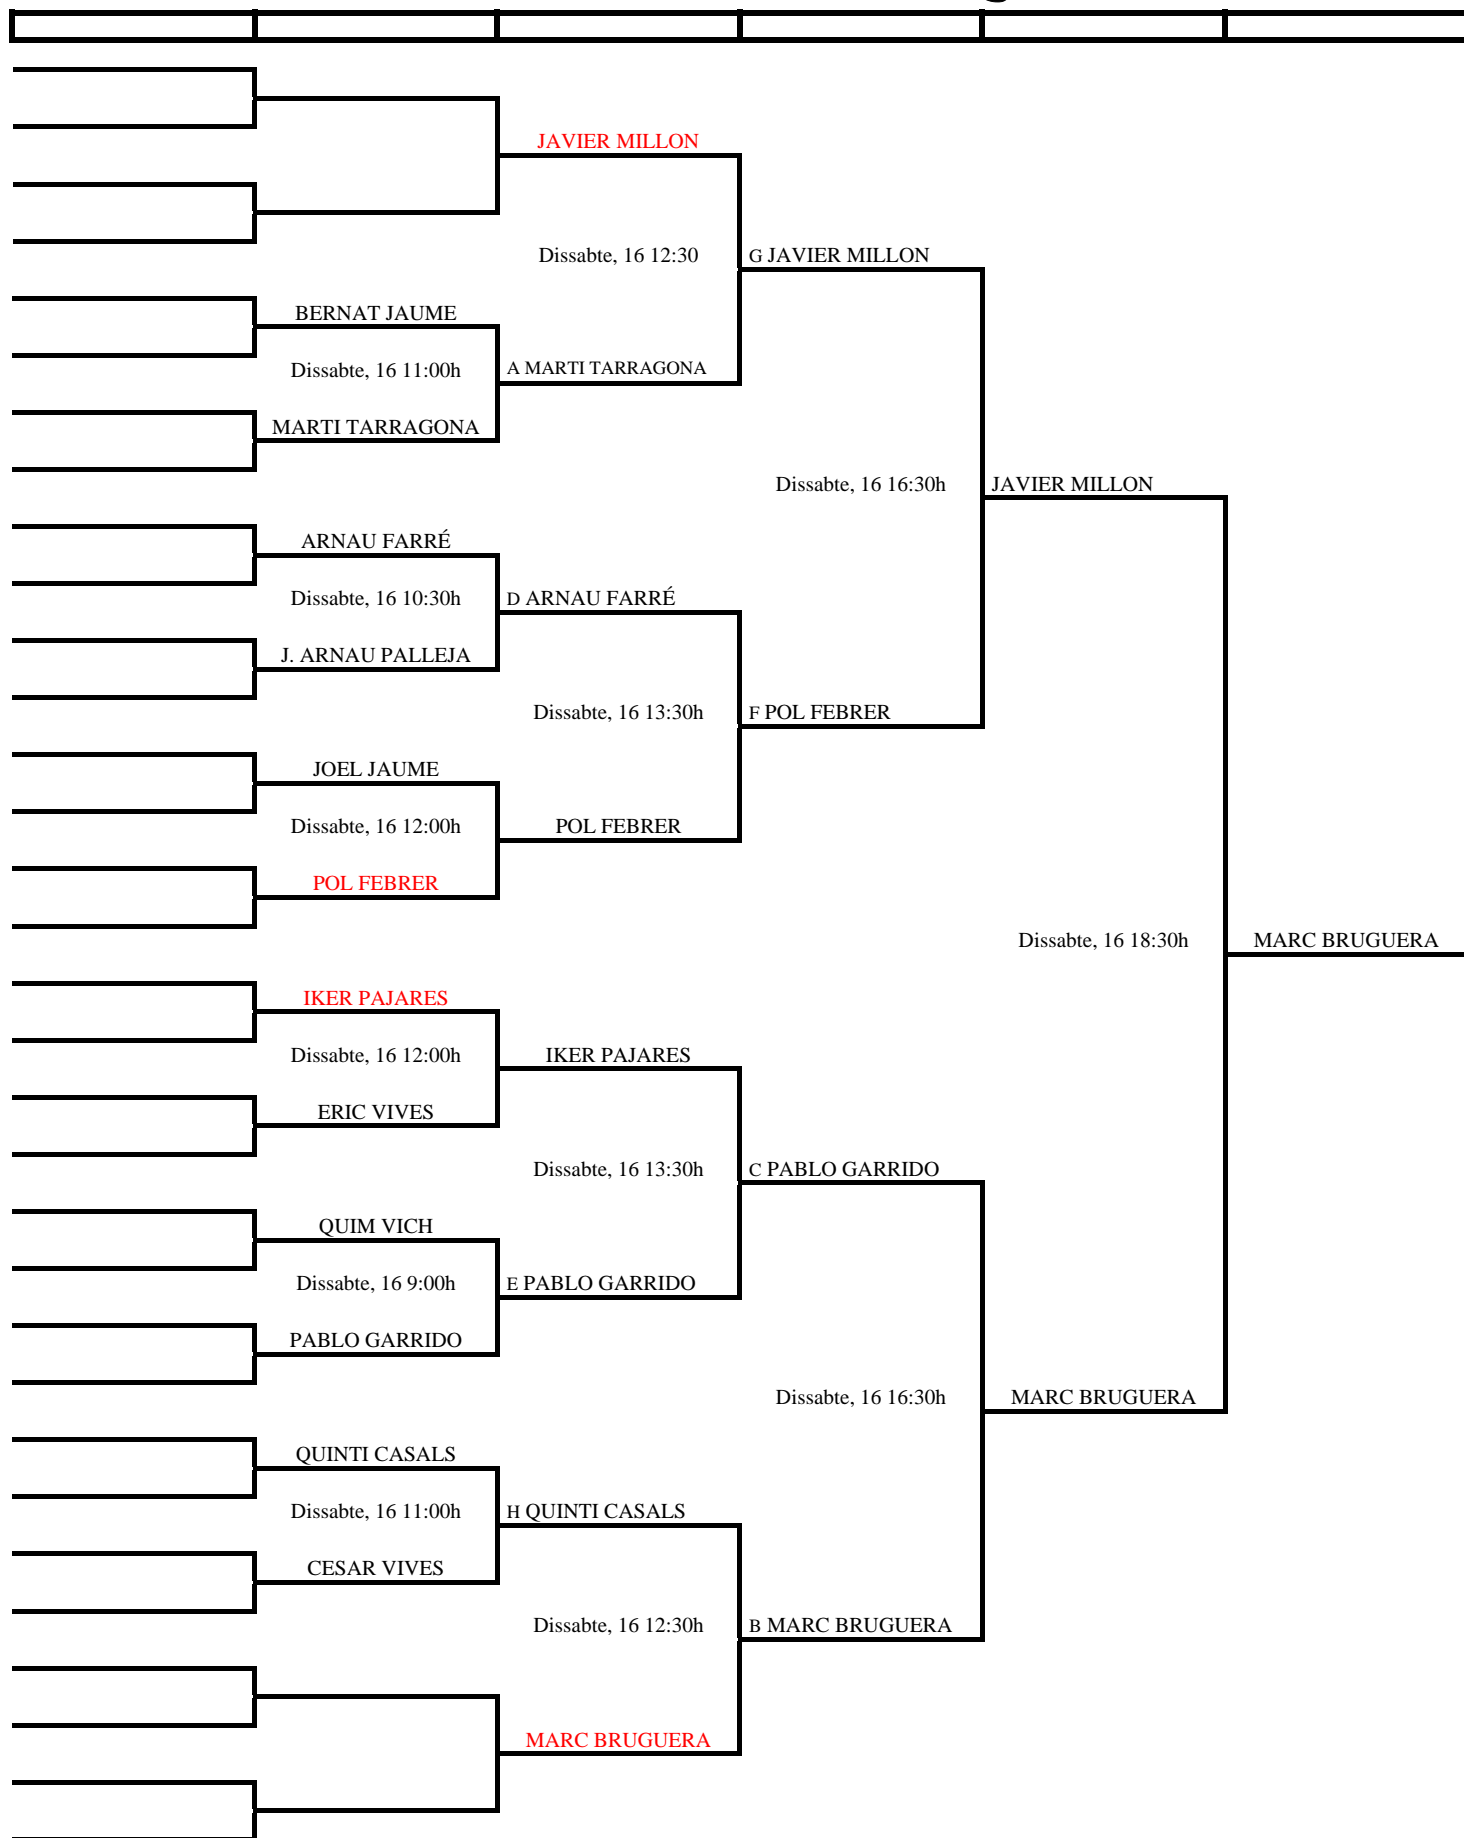 JAVIER MILLON
Dissabte, 16 12:30
G JAVIER MILLON
BERNAT JAUME
Dissabte, 16 11:00h
A MARTI TARRAGONA
MARTI TARRAGONA
Dissabte, 16 16:30h
JAVIER MILLON
ARNAU FARRÉ
Dissabte, 16 10:30h
D ARNAU FARRÉ
J. ARNAU PALLEJA
Dissabte, 16 13:30h
F POL FEBRER
JOEL JAUME
Dissabte, 16 12:00h
POL FEBRER
POL FEBRER
Dissabte, 16 18:30h
MARC BRUGUERA
IKER PAJARES
Dissabte, 16 12:00h
IKER PAJARES
ERIC VIVES
Dissabte, 16 13:30h
C PABLO GARRIDO
QUIM VICH
Dissabte, 16 9:00h
E PABLO GARRIDO
PABLO GARRIDO
Dissabte, 16 16:30h
MARC BRUGUERA
QUINTI CASALS
Dissabte, 16 11:00h
H QUINTI CASALS
CESAR VIVES
Dissabte, 16 12:30h
B MARC BRUGUERA
MARC BRUGUERA